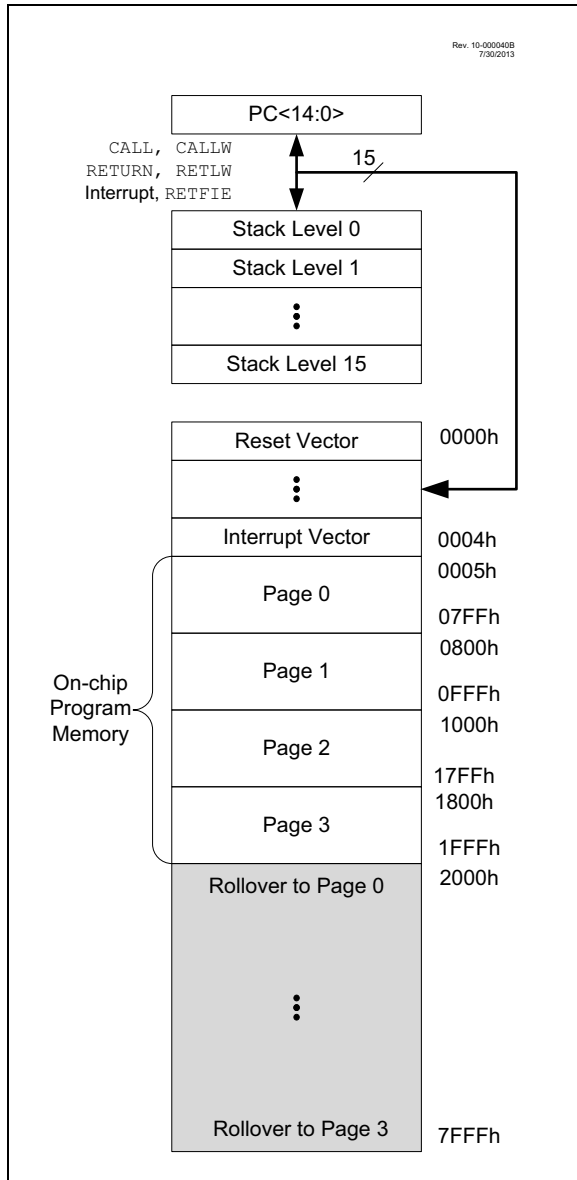 Rev. 10-000040B
7/30/2013
PC<14:0>
CALL, CALLW
RETURN, RETLW
Interrupt, RETFIE
15
Stack Level 0
Stack Level 1
Stack Level 15
Reset Vector
0000h
Interrupt Vector
0004h
0005h
Page 0
07FFh
0800h
Page 1
0FFFh
On-chip
Program
Memory
1000h
Page 2
17FFh
1800h
Page 3
1FFFh
Rollover to Page 0
2000h
Rollover to Page 3
7FFFh